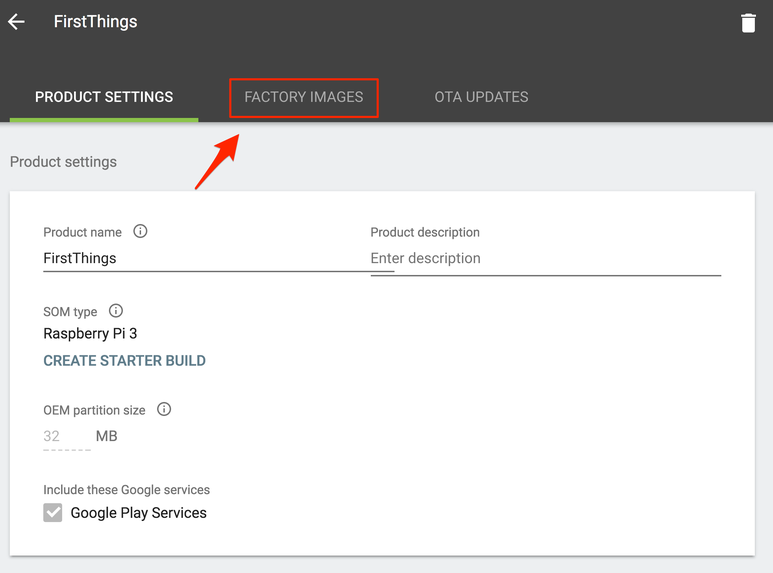 FirstThings
PRODUCT SETTINGS FACTORY IMAGES OTA UPDATES
Product settings
Product name Product description
FirstThings Enter description
SOM type
Raspberry Pi 3
CREATE STARTER BUILD
OEM partition size
32 MB
Include these Google services
Google Play Services